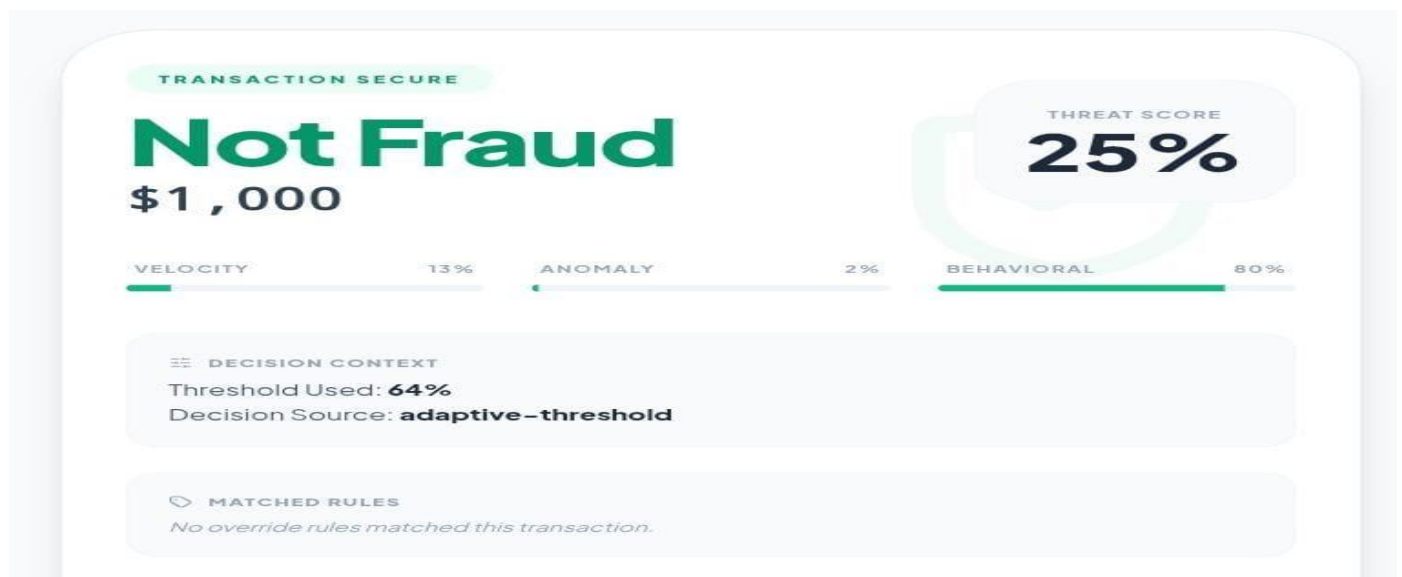 TRANSACTION SECURE
Not Fraud
$1,000
THREAT SCORE
25%
VELOCITY 13%
ANOMALY 2%
BEHAVIORAL 80%
DECISION CONTEXT
Threshold Used: 64%
Decision Source: adaptive-threshold
MATCHED RULES
No override rules matched this transaction.